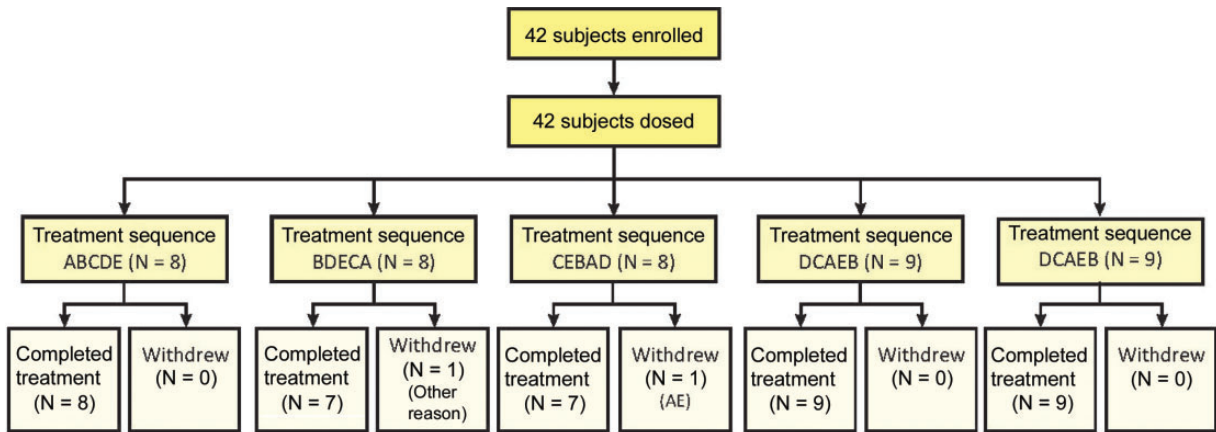 42 subjects enrolled
42 subjects dosed
Treatment sequence
ABCDE (N = 8)
Treatment sequence
BDECA (N = 8)
Treatment sequence
CEBAD (N = 8)
Treatment sequence
DCAEB (N = 9)
Treatment sequence
DCAEB (N = 9)
Completed
treatment
(N = 8)
Withdrew
(N = 0)
Completed
treatment
(N = 7)
Withdrew
(N = 1)
(Other
reason)
Completed
treatment
(N = 7)
Withdrew
(N = 1)
(AE)
Completed
treatment
(N = 9)
Withdrew
(N = 0)
Completed
treatment
(N = 9)
Withdrew
(N = 0)